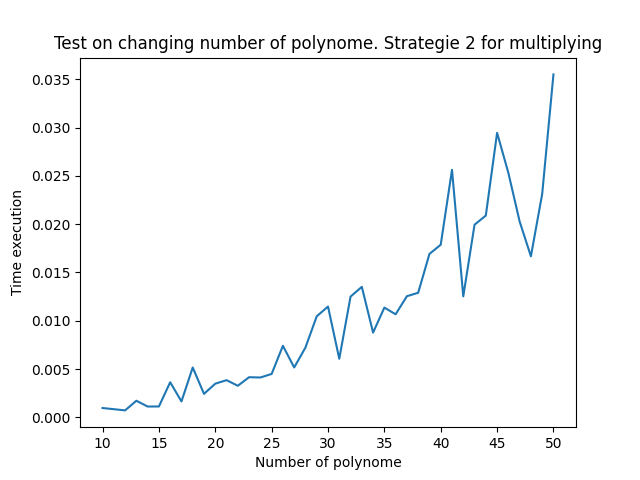 Test on changing number of polynome. Strategie 2 for multiplying
0.035
0.030
0.025
0.020
0.015
0.010
0.005
0.000
Time execution
10 15 20 25 30 35 40 45 50
Number of polynome